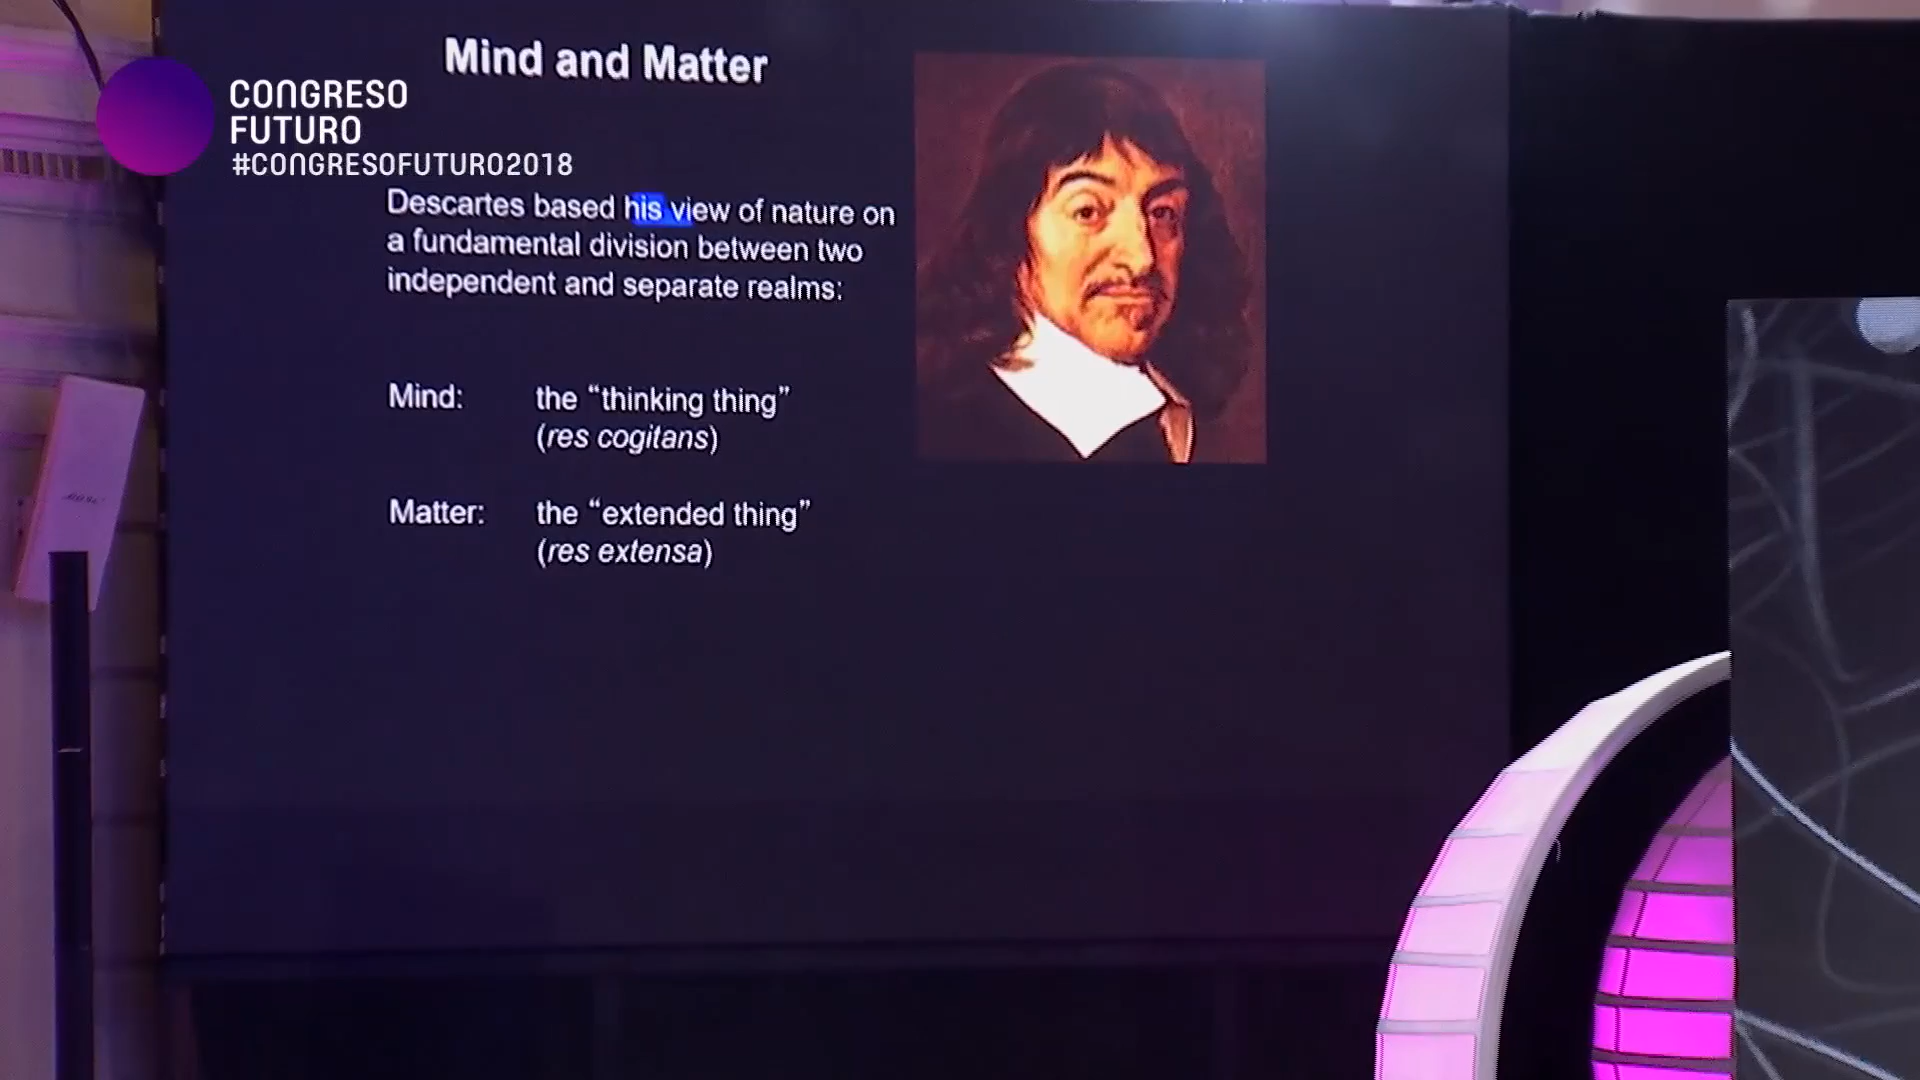 Mind and Matter
CONGRESO
FUTURO
#CONGRESOFUTURO2018
Descartes based his view of nature on
a fundamental division between two
independent and separate realms:
Mind: the “thinking thing”
(res cogitans)
Matter: the “extended thing”
(res extensa)